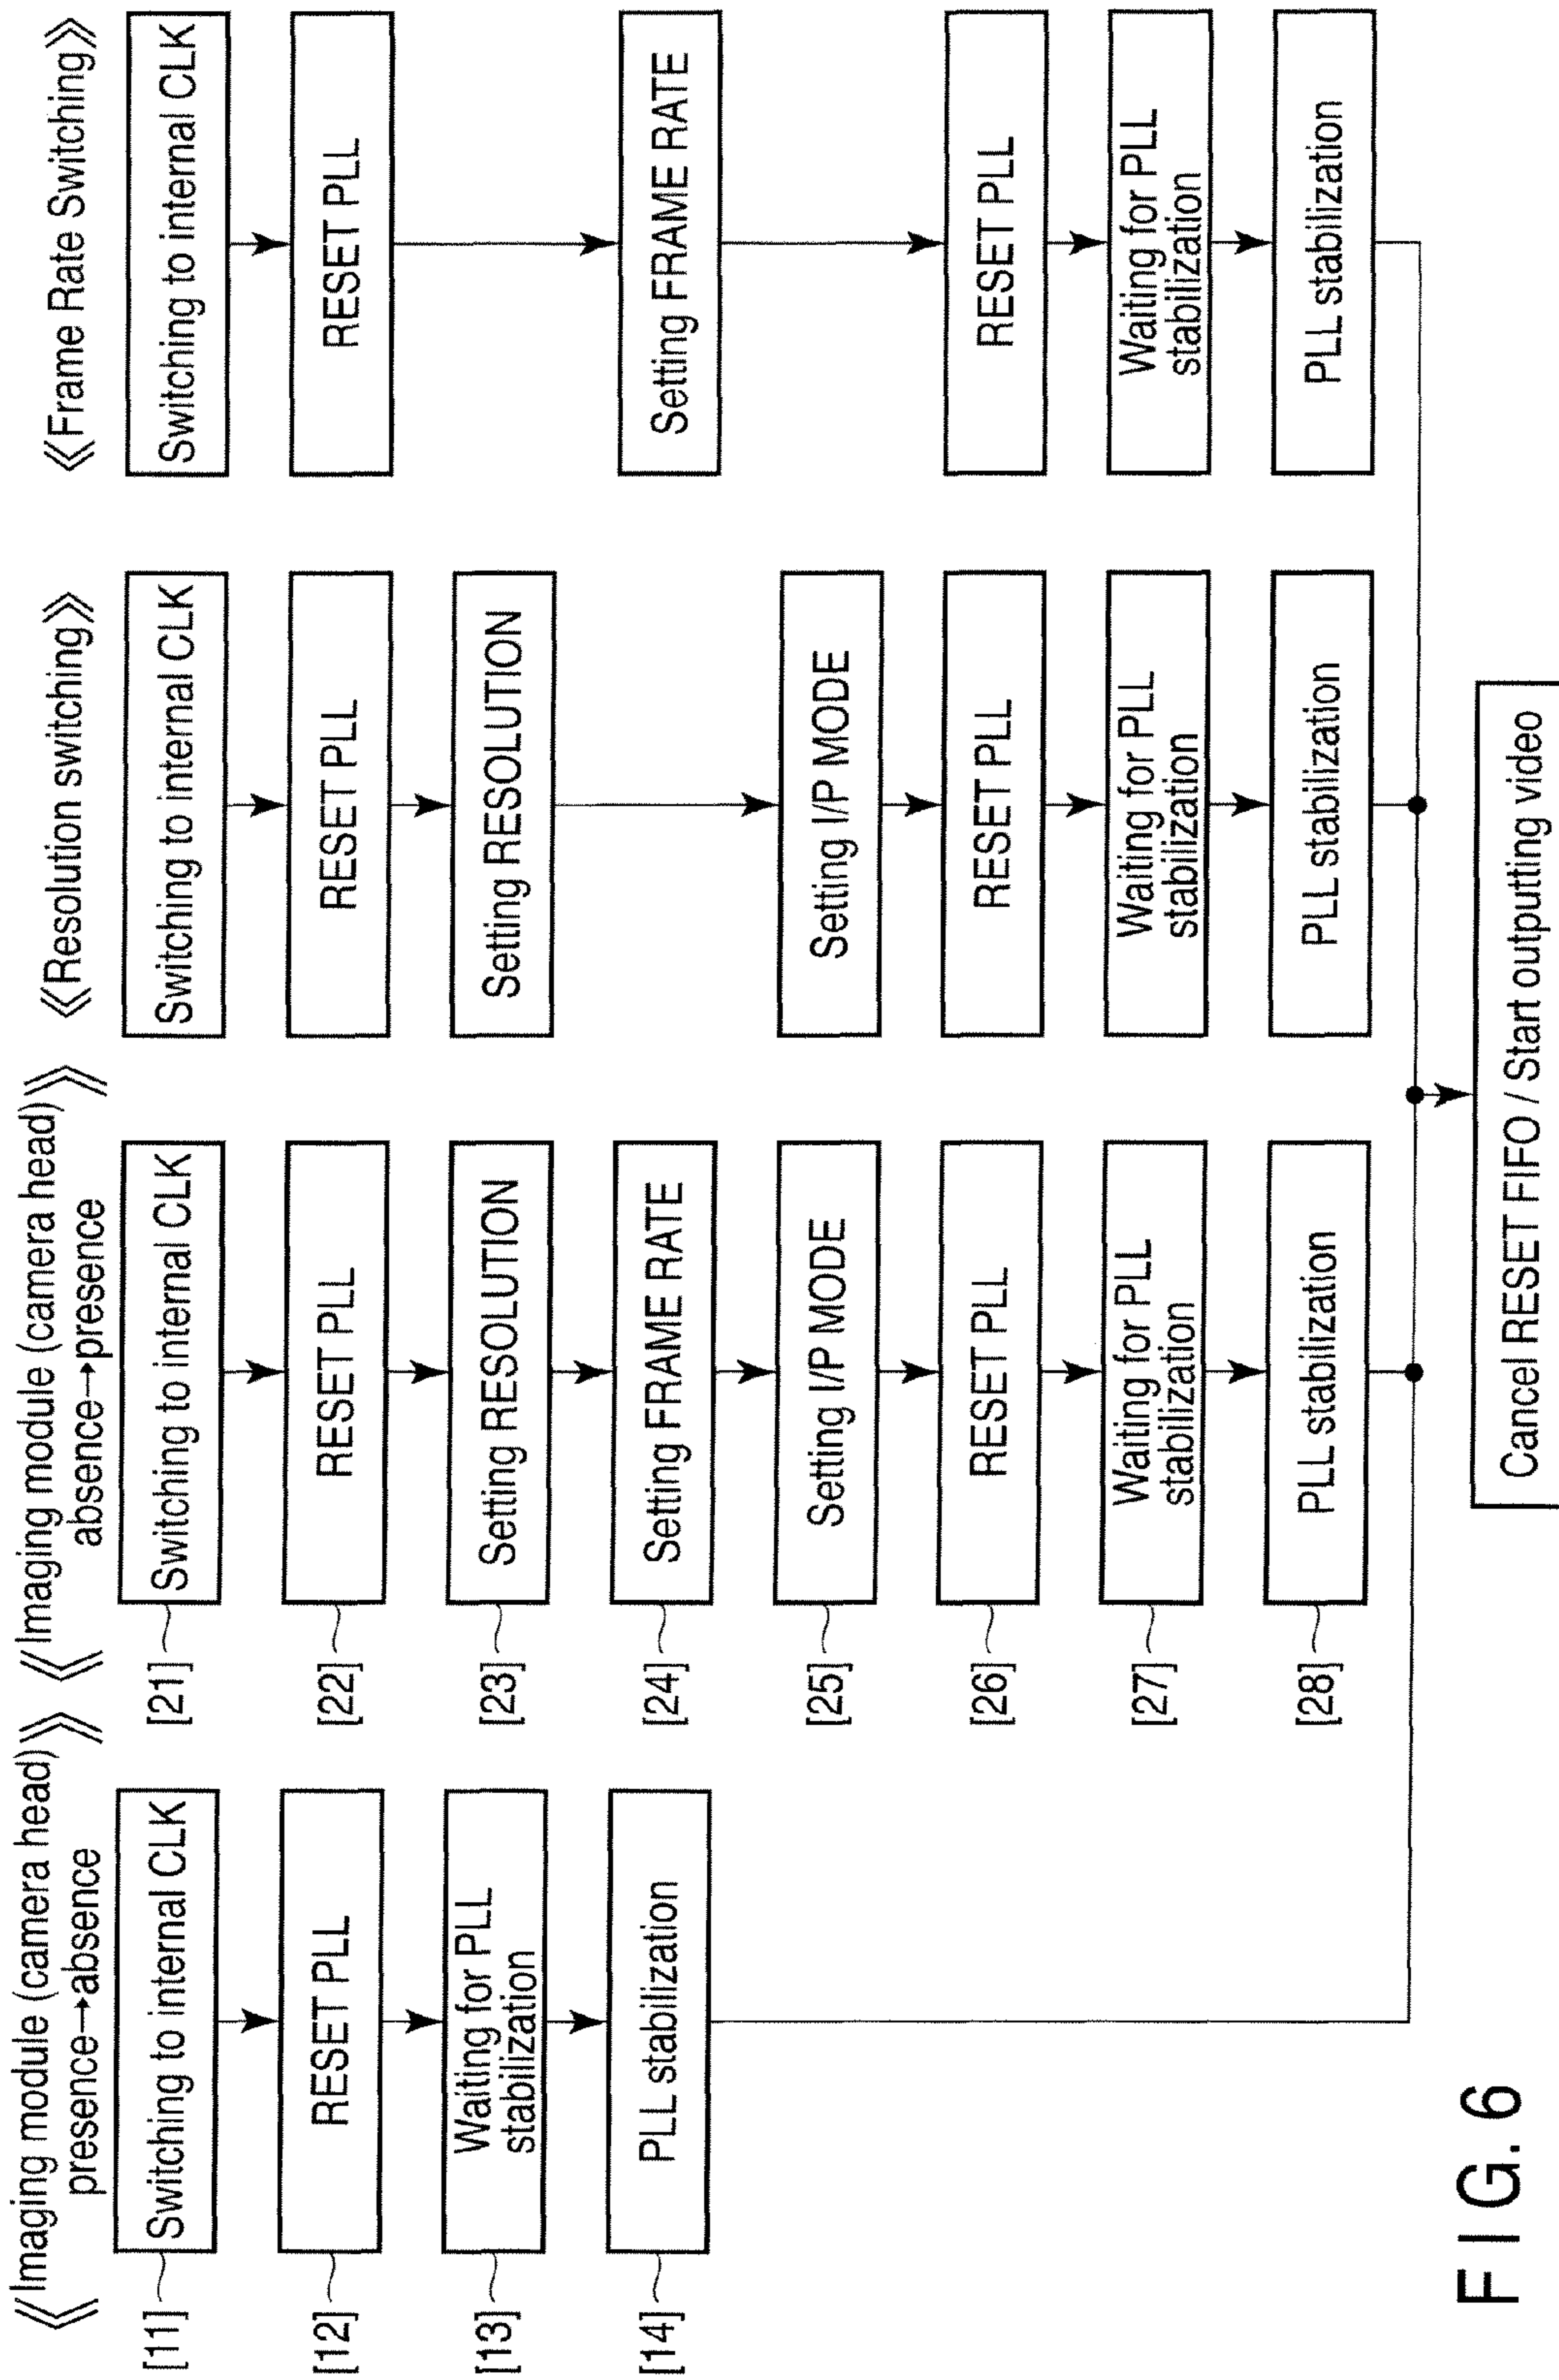 《Imaging module (camera head)
presence→absence》
[11] Switching to internal CLK
[12] RESET PLL
[13] Waiting for PLL
stabilization
[14] PLL stabilization
《Imaging module (camera head)
absence→presence》
[21] Switching to internal CLK
[22] RESET PLL
[23] Setting RESOLUTION
[24] Setting FRAME RATE
[25] Setting I/P MODE
[26] RESET PLL
[27] Waiting for PLL
stabilization
[28] PLL stabilization
《Resolution switching》
Switching to internal CLK
RESET PLL
Setting RESOLUTION
Setting I/P MODE
RESET PLL
Waiting for PLL
stabilization
PLL stabilization
《Frame Rate Switching》
Switching to internal CLK
RESET PLL
Setting FRAME RATE
RESET PLL
Waiting for PLL
stabilization
PLL stabilization
Cancel RESET FIFO / Start outputting video
FIG. 6